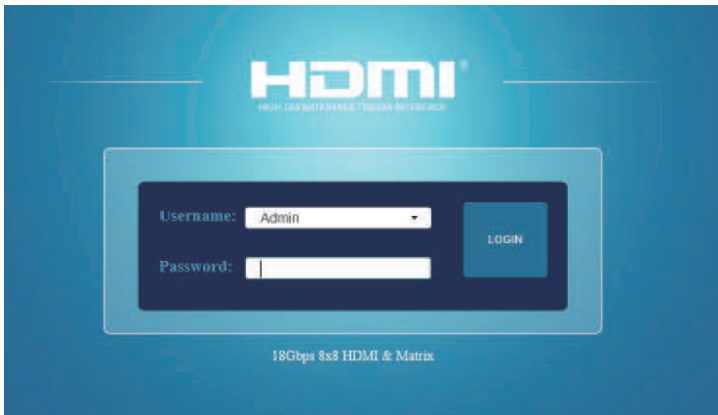 HDMI®
Username:
Admin
LOGIN
Password:
18Gbps 8x8 HDMI & Matrix